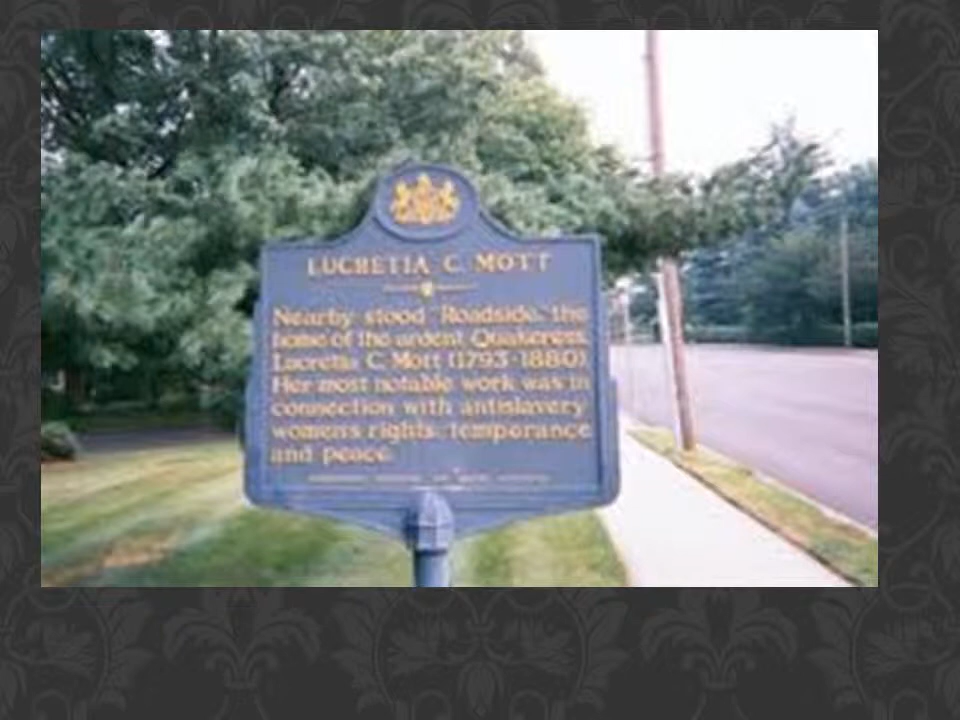 LUCRETIA C. MOTT
Nearby stood "Roadside," the
home of the ardent Quakeress,
Lucretia C. Mott (1793-1880).
Her most notable work was in
connection with antislavery,
women's rights, temperance
and peace.